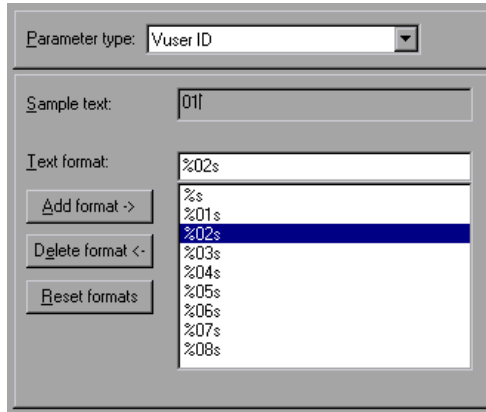 Parameter type: Vuser ID
Sample text: 01
Text format: %02s
Add format ->
Delete format <-
Reset formats
%s
%01s
%02s
%03s
%04s
%05s
%06s
%07s
%08s